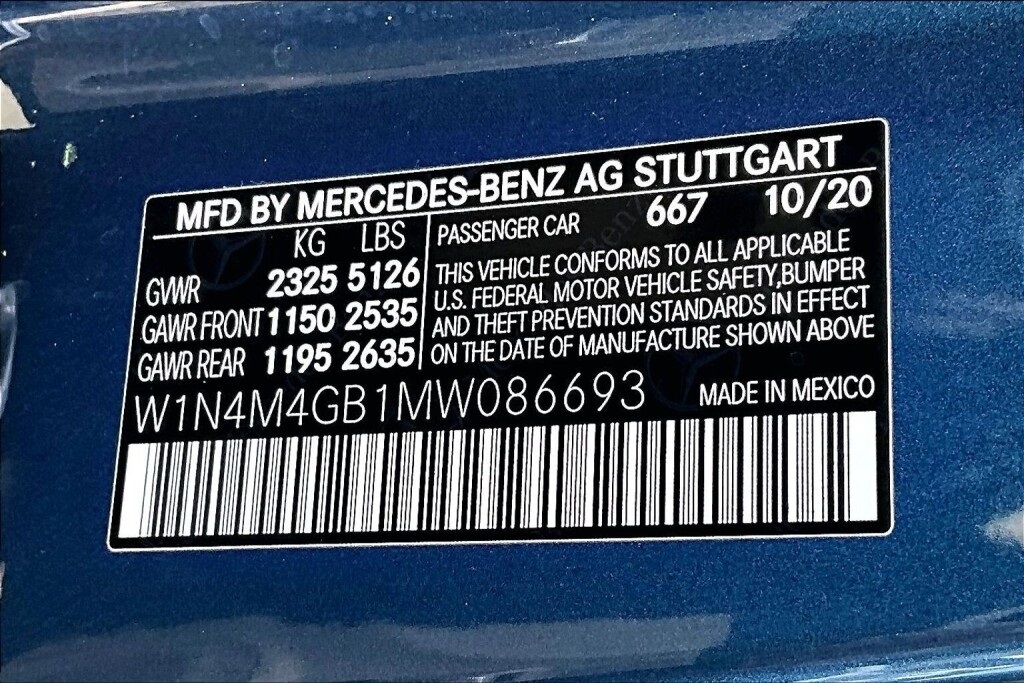 MFD BY MERCEDES-BENZ AG STUTTGART
KG LBS
GVWR 2325 5126
GAWR FRONT 1150 2535
GAWR REAR 1195 2635
PASSENGER CAR 667 10/20
THIS VEHICLE CONFORMS TO ALL APPLICABLE
U.S. FEDERAL MOTOR VEHICLE SAFETY,BUMPER
AND THEFT PREVENTION STANDARDS IN EFFECT
ON THE DATE OF MANUFACTURE SHOWN ABOVE
W1N4M4GB1MW086693 MADE IN MEXICO